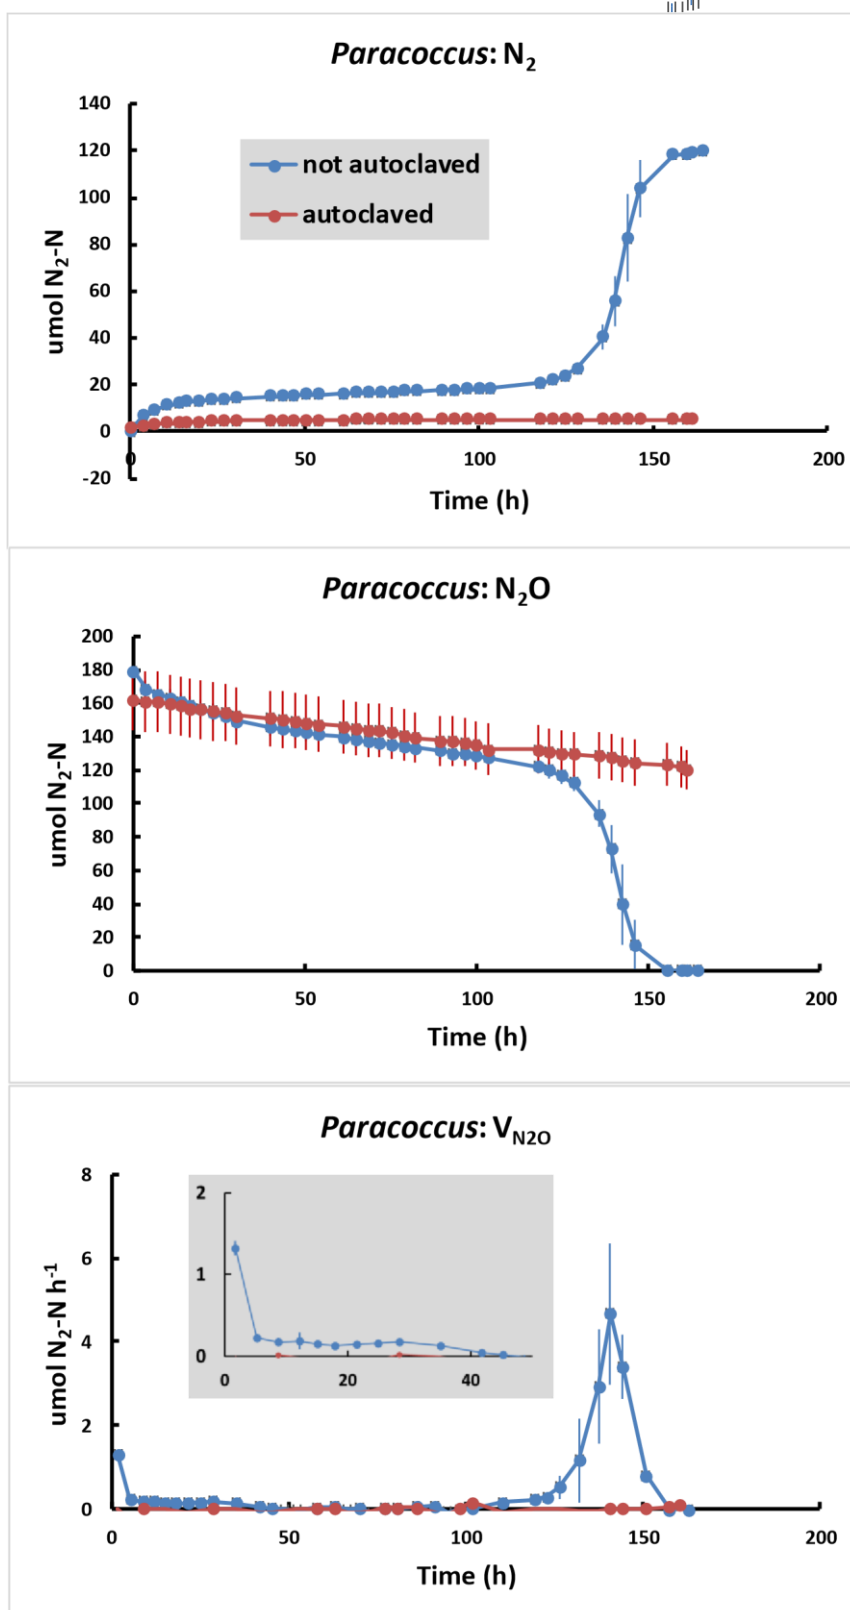 Paracoccus: N₂
140
120
100
80
60
40
20
0
-20
umol N₂-N
not autoclaved
autoclaved
0 50 100 150 200
Time (h)
Paracoccus: N₂O
200
180
160
140
120
100
80
60
40
20
0
umol N₂-N
0 50 100 150 200
Time (h)
Paracoccus: V_N2O
8
6
4
2
0
umol N₂-N h⁻¹
2
1
0
0 20 40
0 50 100 150 200
Time (h)